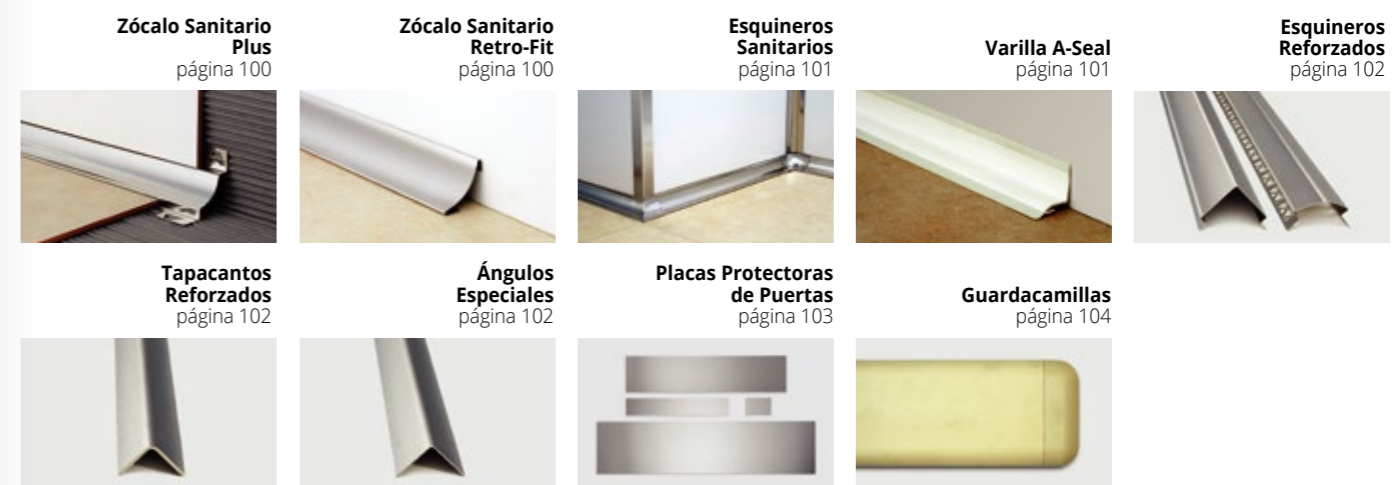 Zócalo Sanitario
Plus
página 100
Zócalo Sanitario
Retro-Fit
página 100
Esquineros
Sanitarios
página 101
Varilla A-Seal
página 101
Esquineros
Reforzados
página 102
Tapacantos
Reforzados
página 102
Ángulos
Especiales
página 102
Placas Protectoras
de Puertas
página 103
Guardacamillas
página 104